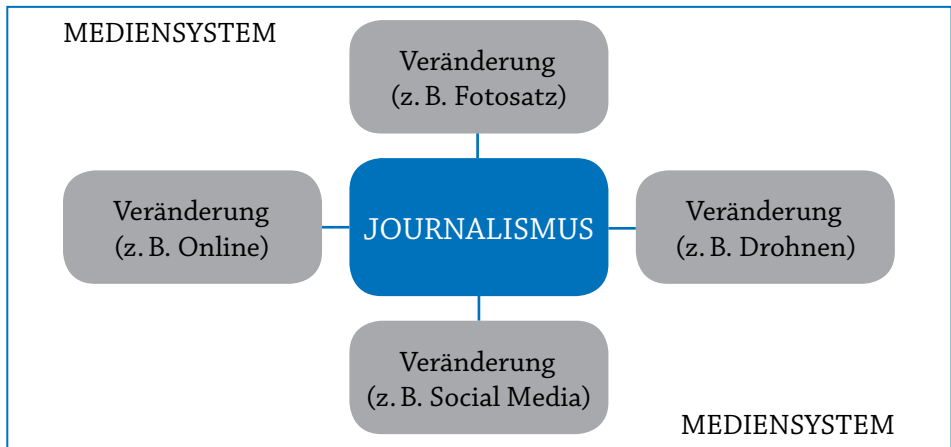 MEDIENSYSTEM
Veränderung
(z. B. Fotosatz)
Veränderung
(z. B. Online)
JOURNALISMUS
Veränderung
(z. B. Drohnen)
Veränderung
(z. B. Social Media)
MEDIENSYSTEM